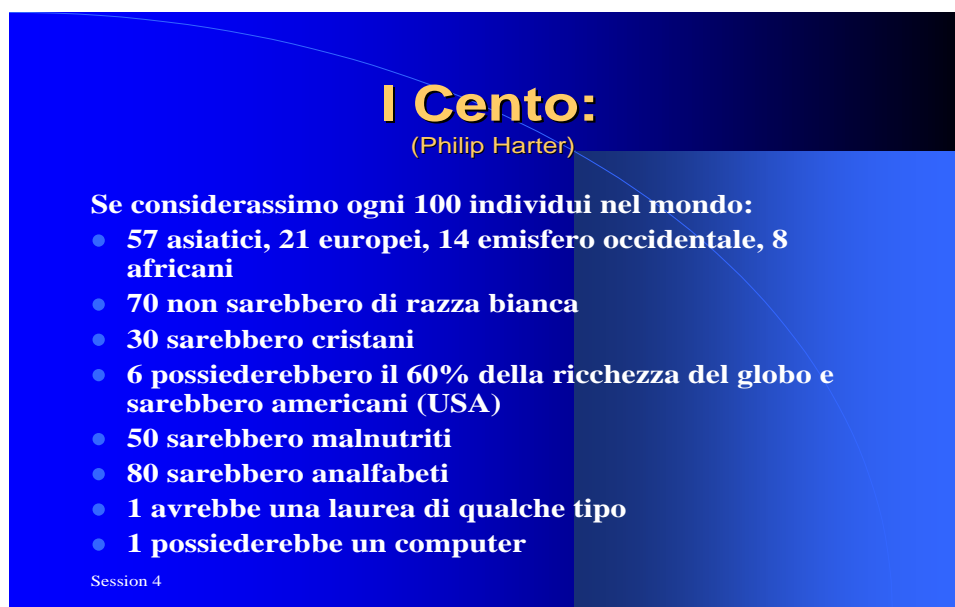 I Cento:
(Philip Harter)
Se considerassimo ogni 100 individui nel mondo:
57 asiatici, 21 europei, 14 emisfero occidentale, 8
africani
70 non sarebbero di razza bianca
30 sarebbero cristani
6 possiederebbero il 60% della ricchezza del globo e
sarebbero americani (USA)
50 sarebbero malnutriti
80 sarebbero analfabeti
1 avrebbe una laurea di qualche tipo
1 possiederebbe un computer
Session 4